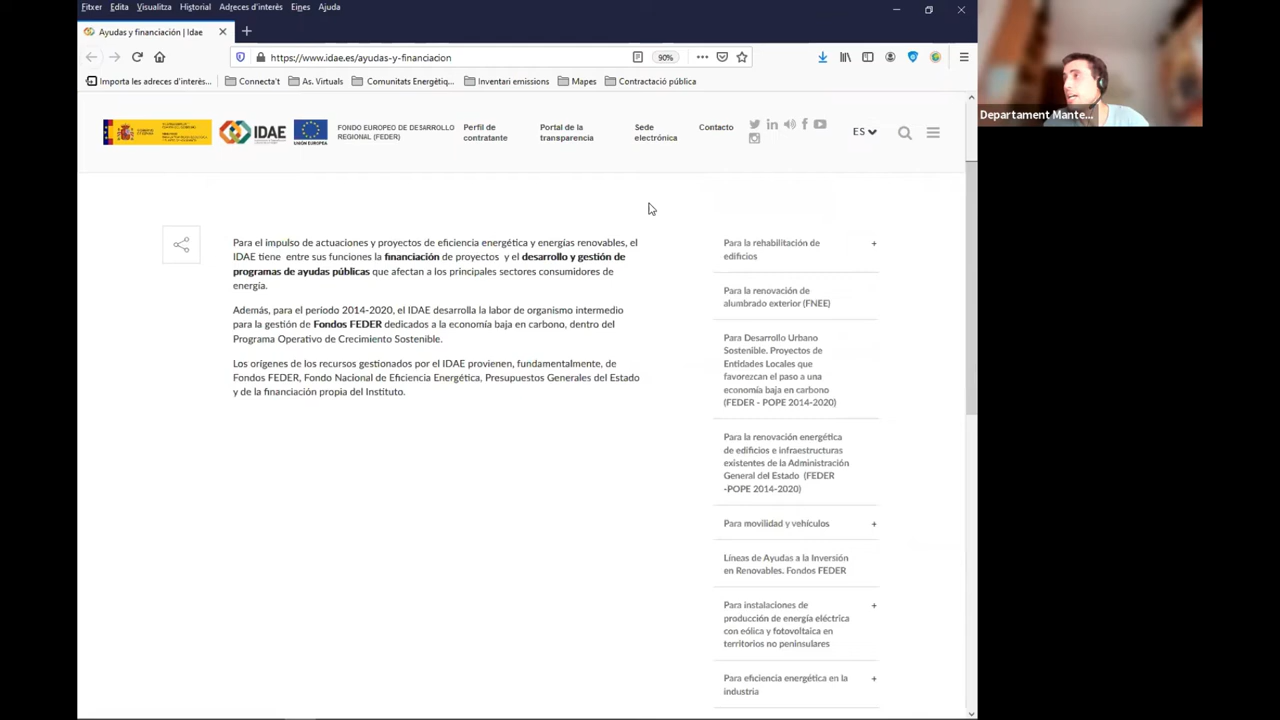 Fitxer Edita Visualitza Historial Adreces d'interès Eines Ajuda
Ayudas y financiación | Idae
https://www.idae.es/ayudas-y-financiacion
90%
Importa les adreces d'interès...
Connecta't
As. Virtuals
Comunitats Energètiq...
Inventari emissions
Mapes
Contractació pública
Departament Mante...
IDAE
UNIÓN EUROPEA
FONDO EUROPEO DE DESARROLLO
REGIONAL (FEDER)
Perfil de
contratante
Portal de la
transparencia
Sede
electrónica
Contacto
ES
Para el impulso de actuaciones y proyectos de eficiencia energética y energías renovables, el
IDAE tiene entre sus funciones la financiación de proyectos y el desarrollo y gestión de
programas de ayudas públicas que afectan a los principales sectores consumidores de
energía.
Además, para el período 2014-2020, el IDAE desarrolla la labor de organismo intermedio
para la gestión de Fondos FEDER dedicados a la economía baja en carbono, dentro del
Programa Operativo de Crecimiento Sostenible.
Los orígenes de los recursos gestionados por el IDAE provienen, fundamentalmente, de
Fondos FEDER, Fondo Nacional de Eficiencia Energética, Presupuestos Generales del Estado
y de la financiación propia del Instituto.
Para la rehabilitación de +
edificios
Para la renovación de
alumbrado exterior (FNEE)
Para Desarrollo Urbano
Sostenible. Proyectos de
Entidades Locales que
favorezcan el paso a una
economía baja en carbono
(FEDER - POPE 2014-2020)
Para la renovación energética
de edificios e infraestructuras
existentes de la Administración
General del Estado (FEDER
-POPE 2014-2020)
Para movilidad y vehículos +
Líneas de Ayudas a la Inversión
en Renovables. Fondos FEDER
Para instalaciones de +
producción de energía eléctrica
con eólica y fotovoltaica en
territorios no peninsulares
Para eficiencia energética en la +
industria